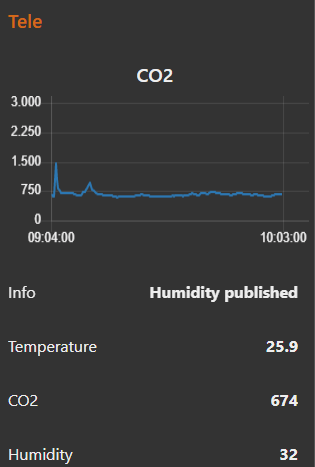 Tele
CO2
3.000
2.250
1.500
750
0
09:04:00 10:03:00
Info Humidity published
Temperature 25.9
CO2 674
Humidity 32